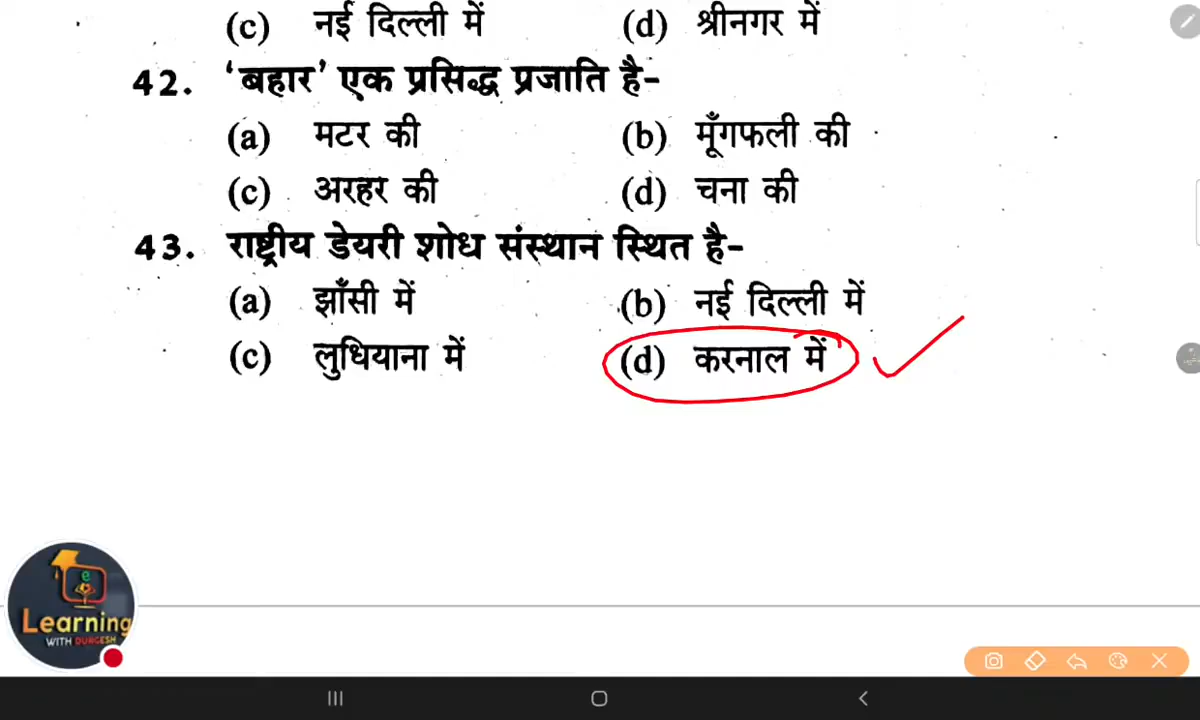 (c) नई दिल्ली में (d) श्रीनगर में
42. ‘बहार’ एक प्रसिद्ध प्रजाति है-
(a) मटर की (b) मूँगफली की
(c) अरहर की (d) चना की
43. राष्ट्रीय डेयरी शोध संस्थान स्थित है-
(a) झाँसी में (b) नई दिल्ली में
(c) लुधियाना में (d) करनाल में
e
Learning
WITH DURGESH